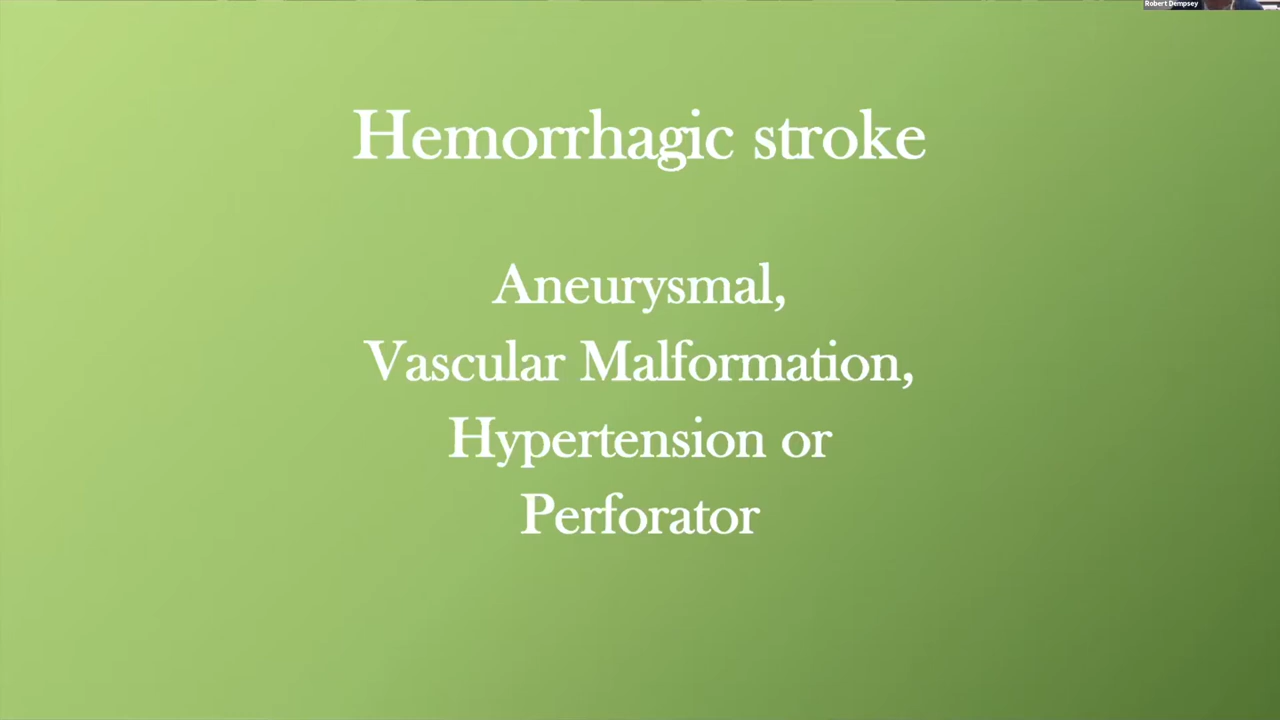 Robert Dempsey
Hemorrhagic stroke
Aneurysmal,
Vascular Malformation,
Hypertension or
Perforator